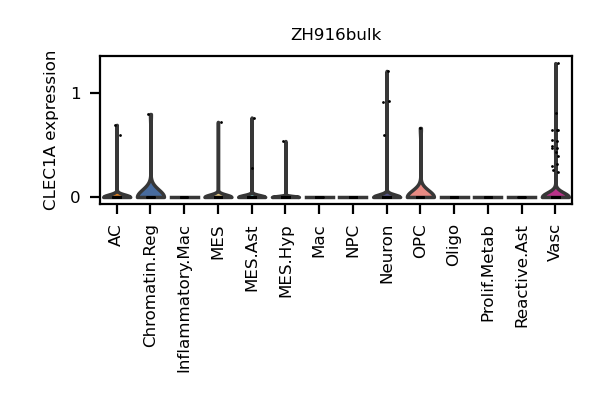 ZH916bulk
CLEC1A expression
1
0
AC
Chromatin.Reg
Inflammatory.Mac
MES
MES.Ast
MES.Hyp
Mac
NPC
Neuron
OPC
Oligo
Prolif.Metab
Reactive.Ast
Vasc